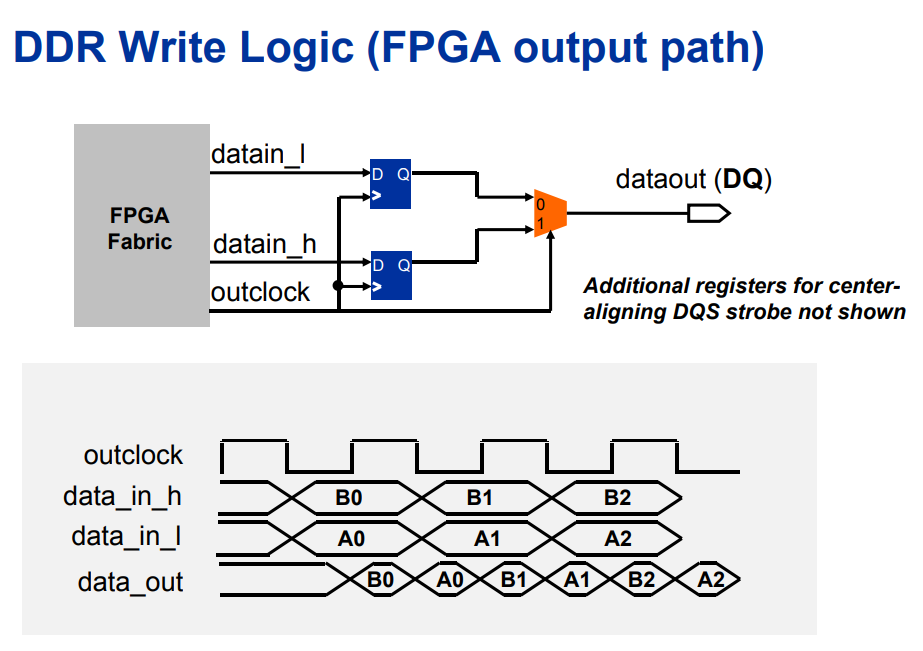 DDR Write Logic (FPGA output path)
datain_l
D Q
dataout (DQ)
0
1
FPGA
Fabric
datain_h
D Q
outclock
Additional registers for center-
aligning DQS strobe not shown
outclock
data_in_h B0 B1 B2
data_in_l A0 A1 A2
data_out B0 A0 B1 A1 B2 A2